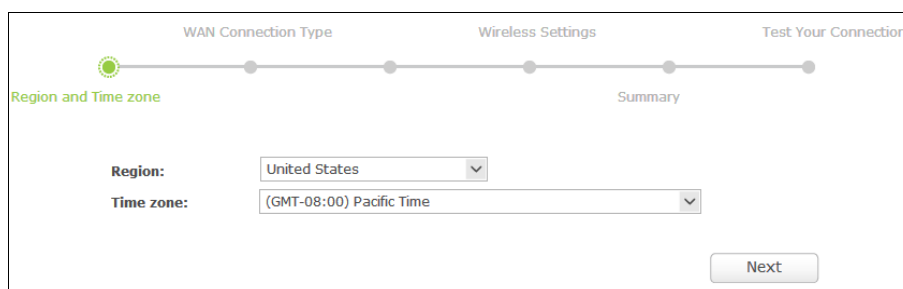 WAN Connection Type Wireless Settings Test Your Connection
Region and Time zone Summary
Region: United States
Time zone: (GMT-08:00) Pacific Time
Next